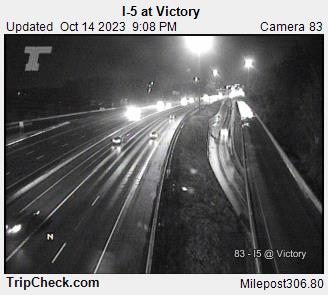 I-5 at Victory
Updated Oct 14 2023 9:08 PM Camera 83
T
N
83 - I5 @ Victory
TripCheck.com Milepost306.80